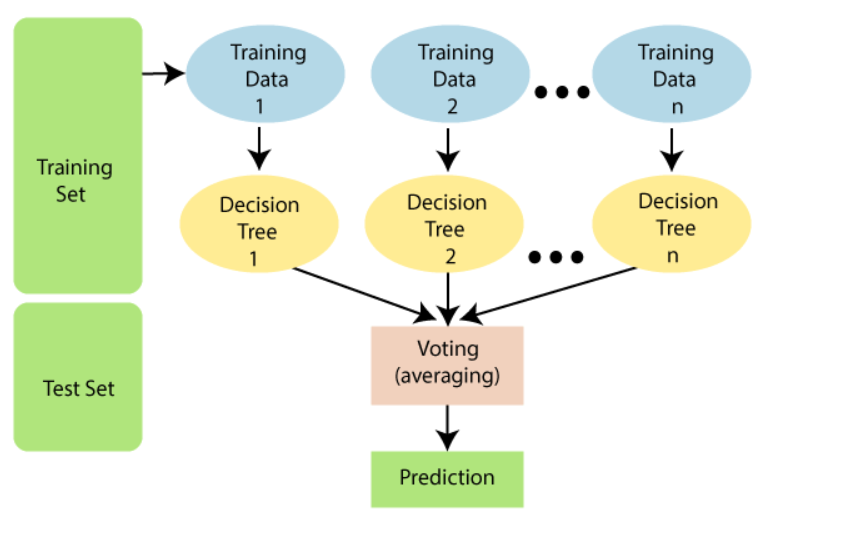 Training
Set
Training
Data
1
Training
Data
2
Training
Data
n
Decision
Tree
1
Decision
Tree
2
Decision
Tree
n
Test Set
Voting
(averaging)
Prediction